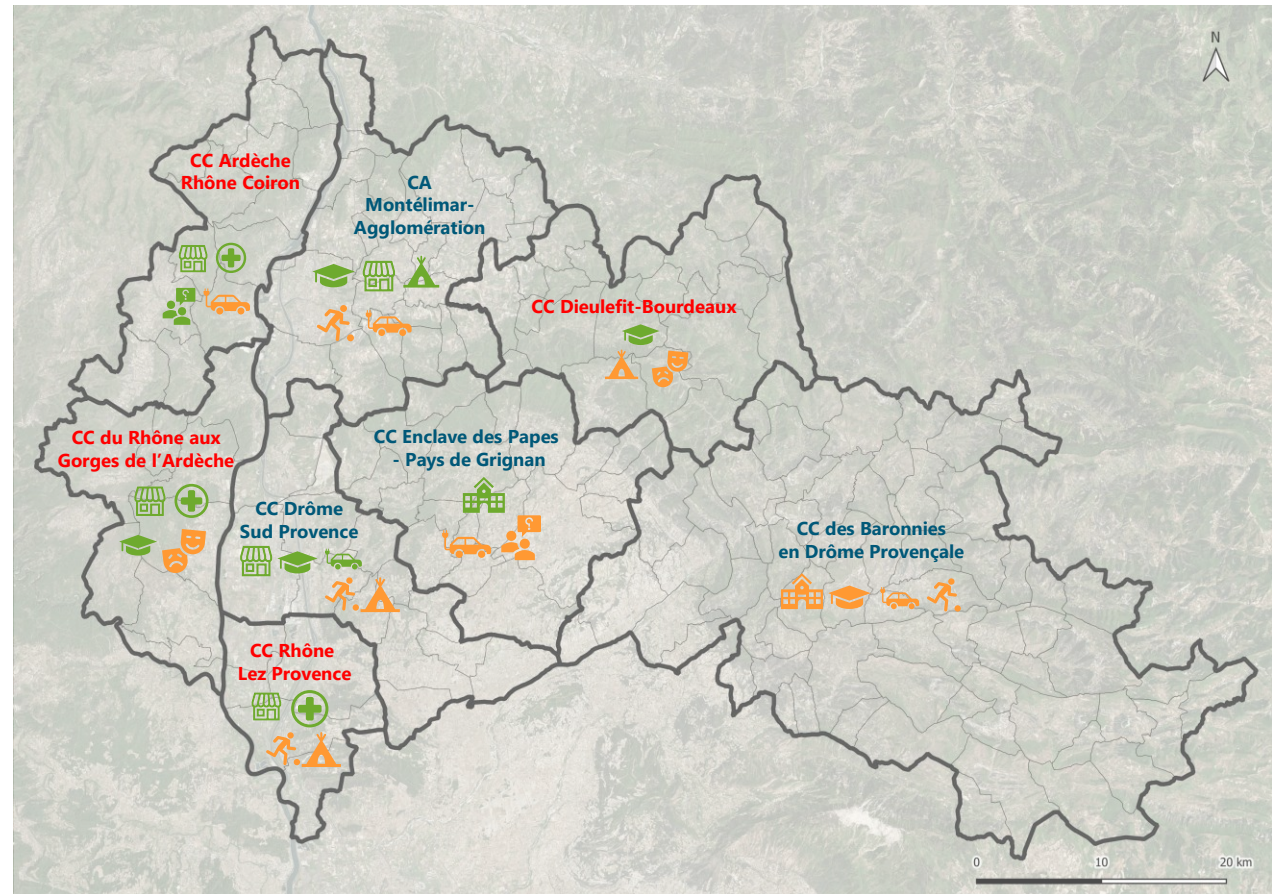 N
CC Ardèche
Rhône Coiron
CA
Montélimar-
Agglomération
CC Dieulefit-Bourdeaux
CC du Rhône aux
Gorges de l'Ardèche
CC Enclave des Papes
- Pays de Grignan
CC Drôme
Sud Provence
CC des Baronnies
en Drôme Provençale
CC Rhône
Lez Provence
0 10 20 km